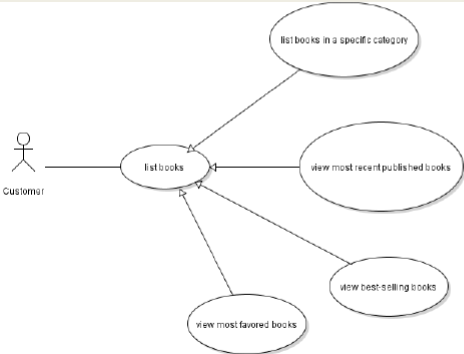 list books in a specific category
list books
view most recent published books
Customer
view best-selling books
view most favored books